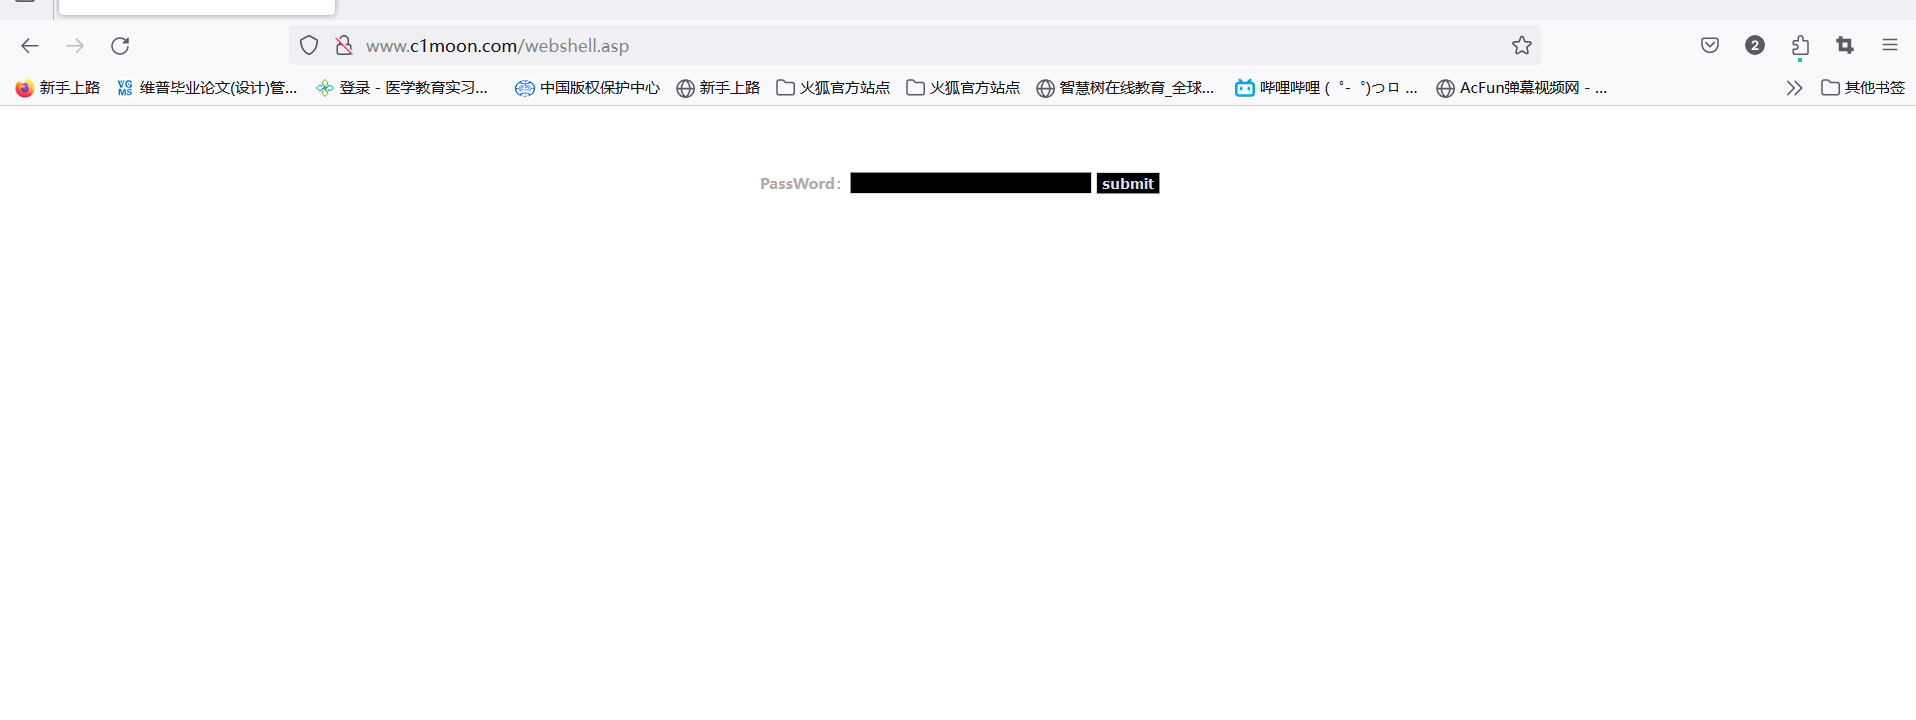 www.c1moon.com/webshell.asp
2
新手上路 VG MS 维普毕业论文(设计)管... 登录 - 医学教育实习... 中国版权保护中心 新手上路 火狐官方站点 火狐官方站点 智慧树在线教育_全球... 哔哩哔哩 ( ゜- ゜)つロ ... AcFun弹幕视频网 - ... 其他书签
PassWord: submit